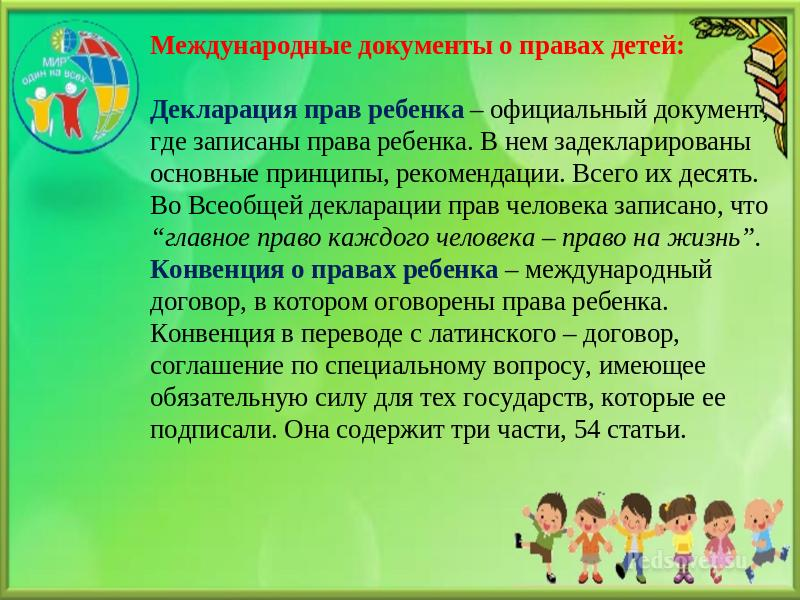 МИР
один на всех
Международные документы о правах детей:
Декларация прав ребенка – официальный документ,
где записаны права ребенка. В нем задекларированы
основные принципы, рекомендации. Всего их десять.
Во Всеобщей декларации прав человека записано, что
“главное право каждого человека – право на жизнь”.
Конвенция о правах ребенка – международный
договор, в котором оговорены права ребенка.
Конвенция в переводе с латинского – договор,
соглашение по специальному вопросу, имеющее
обязательную силу для тех государств, которые ее
подписали. Она содержит три части, 54 статьи.
pedsovet.su